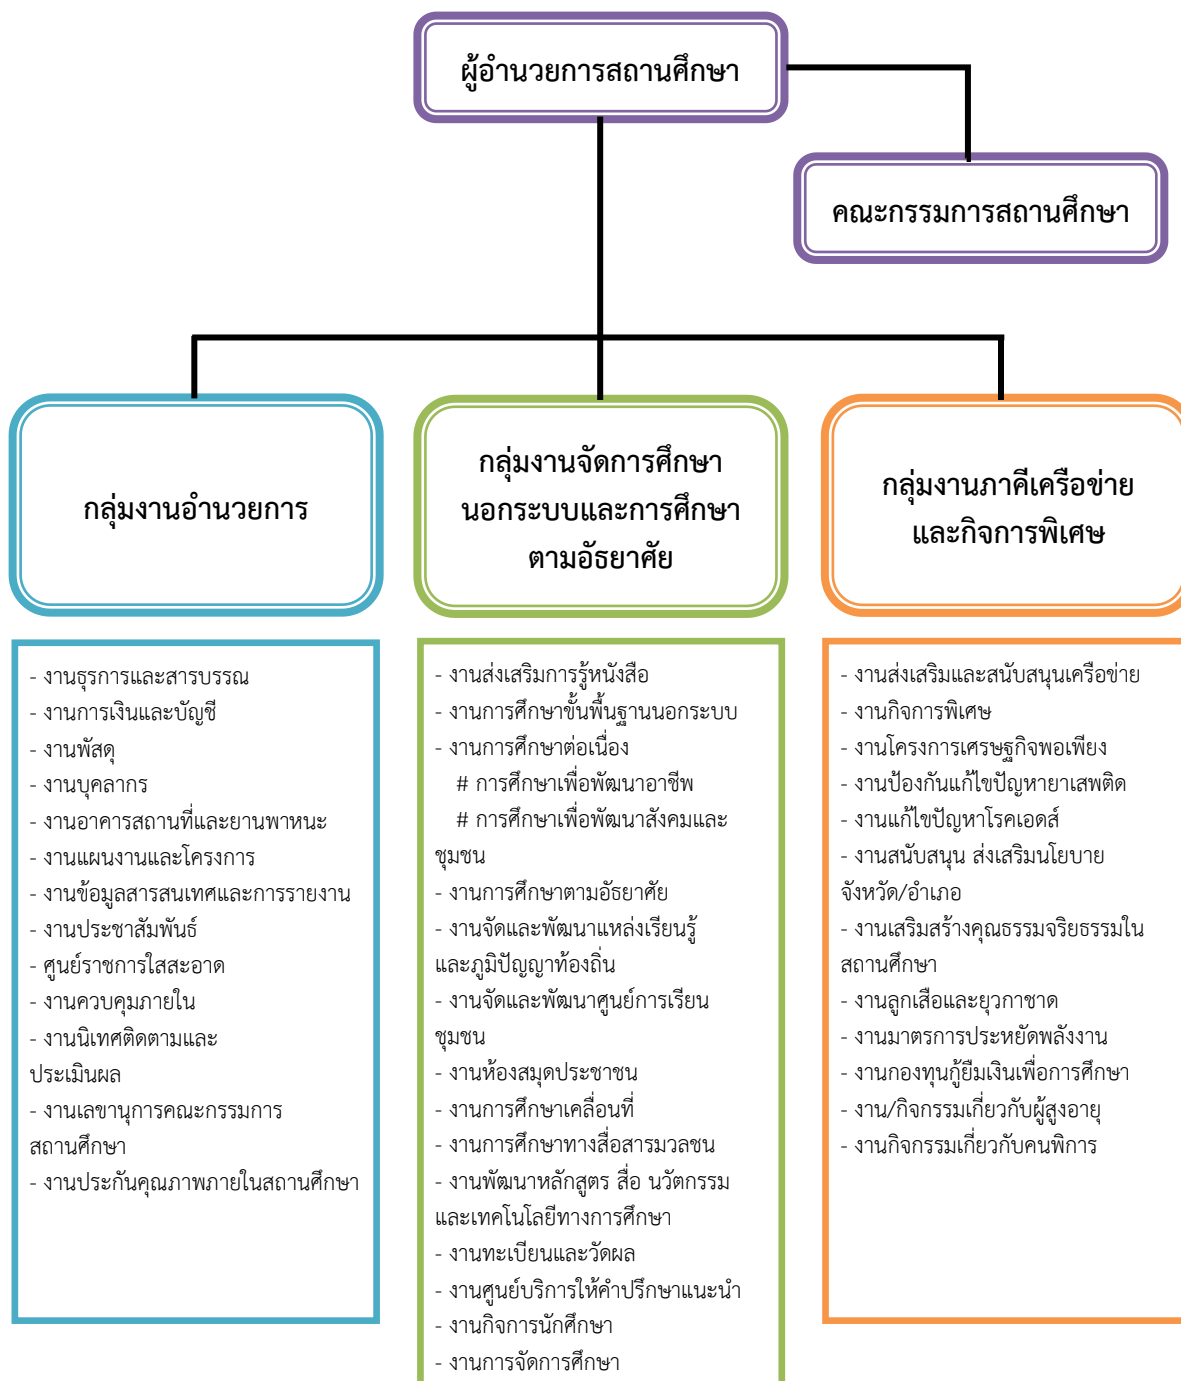 ผู้อำนวยการสถานศึกษา
คณะกรรมการสถานศึกษา
กลุ่มงานอำนวยการ
- งานธุรการและสารบรรณ
- งานการเงินและบัญชี
- งานพัสดุ
- งานบุคลากร
- งานอาคารสถานที่และยานพาหนะ
- งานแผนงานและโครงการ
- งานข้อมูลสารสนเทศและการรายงาน
- งานประชาสัมพันธ์
- ศูนย์ราชการใสสะอาด
- งานควบคุมภายใน
- งานนิเทศติดตามและ
ประเมินผล
- งานเลขานุการคณะกรรมการ
สถานศึกษา
- งานประกันคุณภาพภายในสถานศึกษา
กลุ่มงานจัดการศึกษา
นอกระบบและการศึกษา
ตามอัธยาศัย
- งานส่งเสริมการรู้หนังสือ
- งานการศึกษาขั้นพื้นฐานนอกระบบ
- งานการศึกษาต่อเนื่อง
# การศึกษาเพื่อพัฒนาอาชีพ
# การศึกษาเพื่อพัฒนาสังคมและ
ชุมชน
- งานการศึกษาตามอัธยาศัย
- งานจัดและพัฒนาแหล่งเรียนรู้
และภูมิปัญญาท้องถิ่น
- งานจัดและพัฒนาศูนย์การเรียน
ชุมชน
- งานห้องสมุดประชาชน
- งานการศึกษาเคลื่อนที่
- งานการศึกษาทางสื่อสารมวลชน
- งานพัฒนาหลักสูตร สื่อ นวัตกรรม
และเทคโนโลยีทางการศึกษา
- งานทะเบียนและวัดผล
- งานศูนย์บริการให้คำปรึกษาแนะนำ
- งานกิจการนักศึกษา
- งานการจัดการศึกษา
กลุ่มงานภาคีเครือข่าย
และกิจการพิเศษ
- งานส่งเสริมและสนับสนุนเครือข่าย
- งานกิจการพิเศษ
- งานโครงการเศรษฐกิจพอเพียง
- งานป้องกันแก้ไขปัญหายาเสพติด
- งานแก้ไขปัญหาโรคเอดส์
- งานสนับสนุน ส่งเสริมนโยบาย
จังหวัด/อำเภอ
- งานเสริมสร้างคุณธรรมจริยธรรมใน
สถานศึกษา
- งานลูกเสือและยุวกาชาด
- งานมาตรการประหยัดพลังงาน
- งานกองทุนกู้ยืมเงินเพื่อการศึกษา
- งาน/กิจกรรมเกี่ยวกับผู้สูงอายุ
- งานกิจกรรมเกี่ยวกับคนพิการ